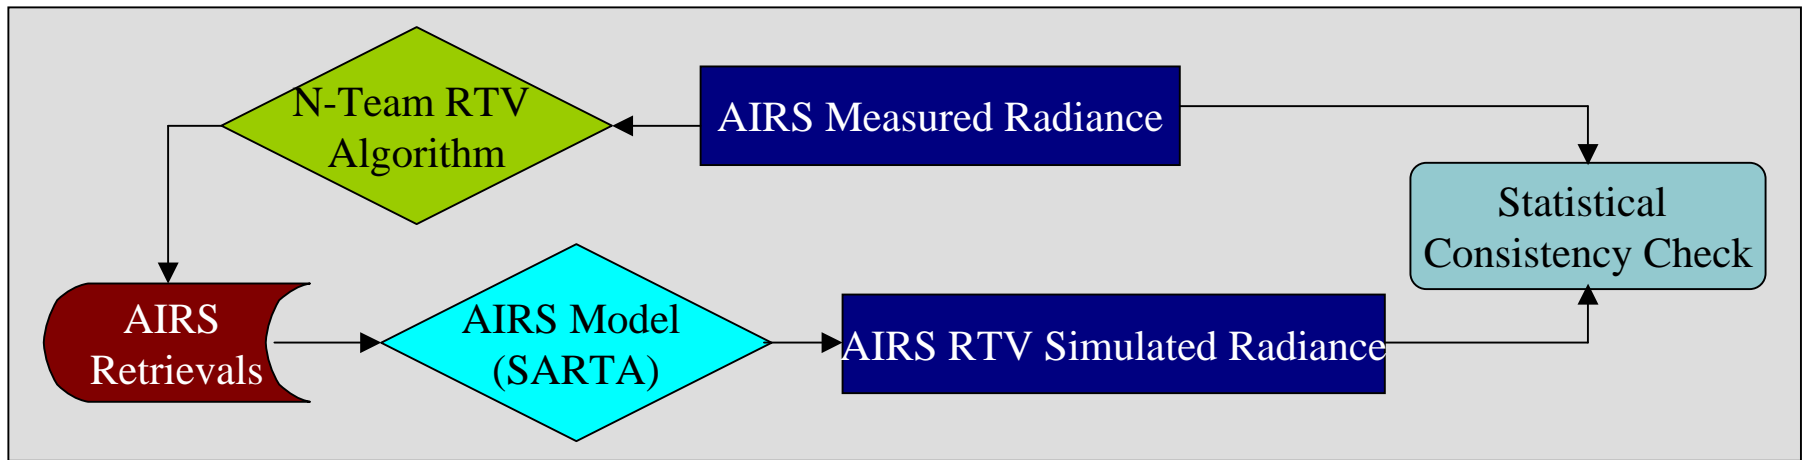 N-Team RTV
Algorithm
AIRS Measured Radiance
Statistical
Consistency Check
AIRS
Retrievals
AIRS Model
(SARTA)
AIRS RTV Simulated Radiance